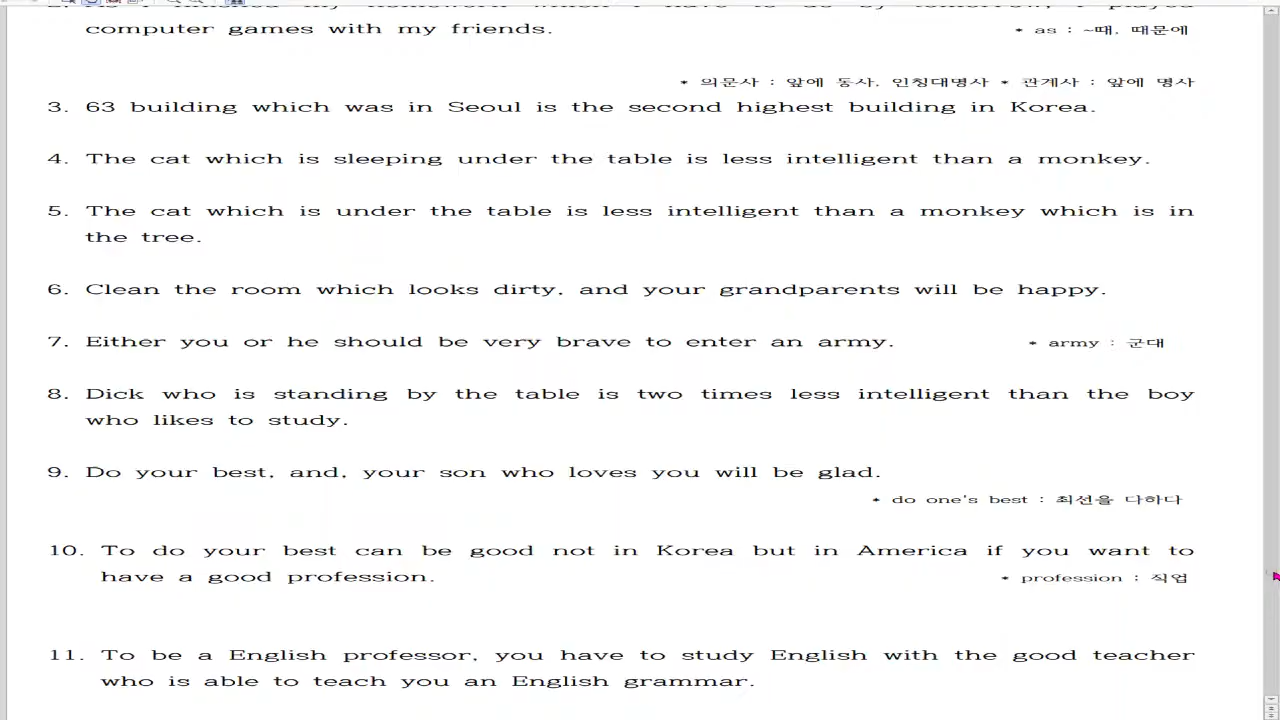 computer games with my friends. * as : ~때, 때문에
* 의문사 : 앞에 동사, 인칭대명사 * 관계사 : 앞에 명사
3. 63 building which was in Seoul is the second highest building in Korea.
4. The cat which is sleeping under the table is less intelligent than a monkey.
5. The cat which is under the table is less intelligent than a monkey which is in
the tree.
6. Clean the room which looks dirty, and your grandparents will be happy.
7. Either you or he should be very brave to enter an army. * army : 군대
8. Dick who is standing by the table is two times less intelligent than the boy
who likes to study.
9. Do your best, and, your son who loves you will be glad.
* do one's best : 최선을 다하다
10. To do your best can be good not in Korea but in America if you want to
have a good profession. * profession : 직업
11. To be a English professor, you have to study English with the good teacher
who is able to teach you an English grammar.